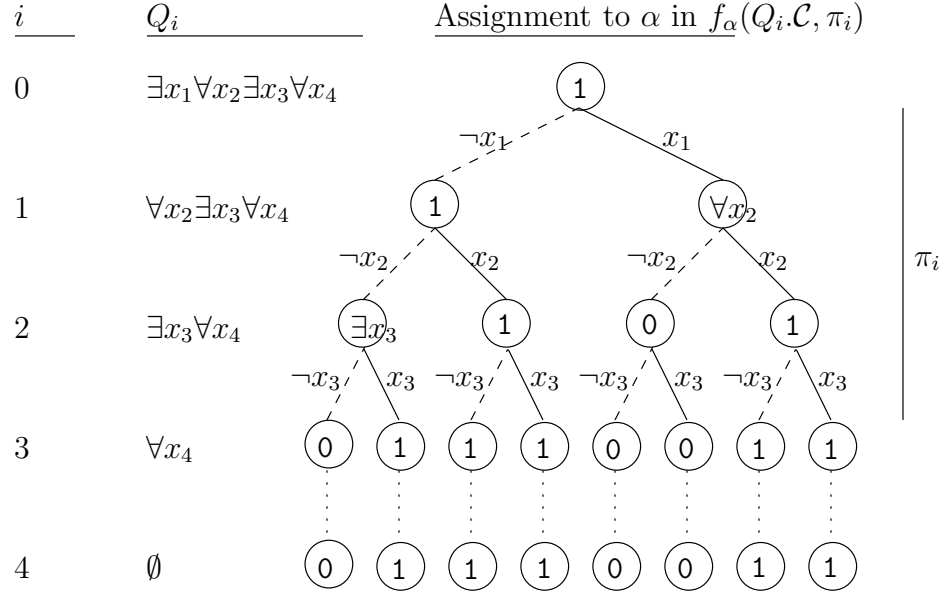 i Q_i Assignment to α in f_α(Q_i.𝒞, π_i)
0 ∃x₁∀x₂∃x₃∀x₄ 1
¬x₁ x₁
1 ∀x₂∃x₃∀x₄ 1 ∀x₂
¬x₂ x₂ ¬x₂ x₂ π_i
2 ∃x₃∀x₄ ∃x₃ 1 0 1
¬x₃ x₃ ¬x₃ x₃ ¬x₃ x₃ ¬x₃ x₃
3 ∀x₄ 0 1 1 1 0 0 1 1
4 ∅ 0 1 1 1 0 0 1 1